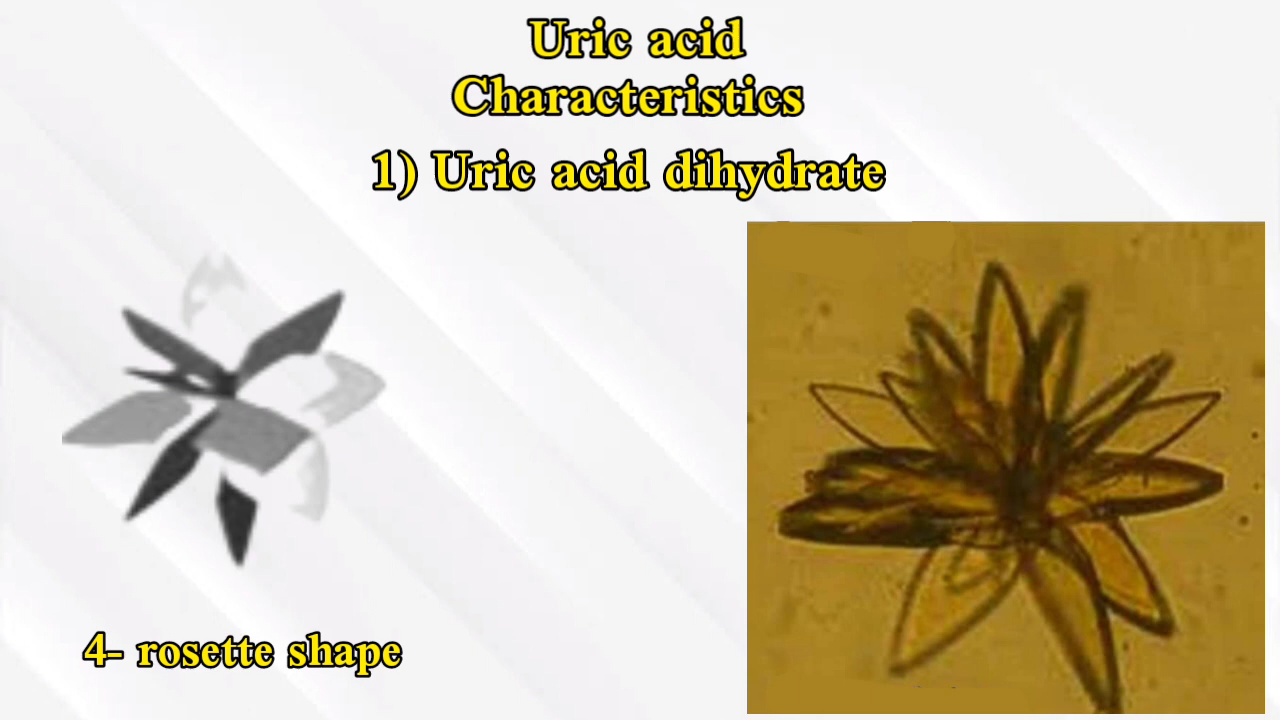 Uric acid
Characteristics
1) Uric acid dihydrate
4- rosette shape